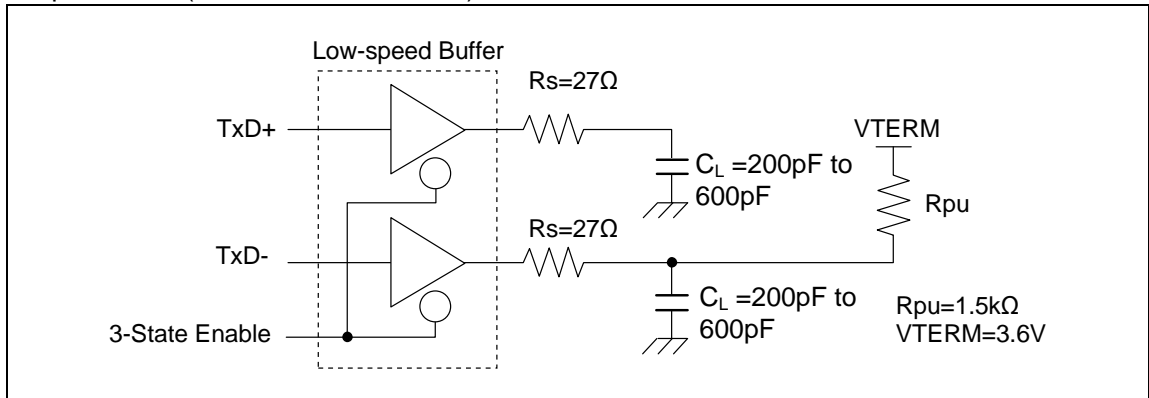 Low-speed Buffer
Rs=27Ω
TxD+
VTERM
C_L =200pF to
600pF
Rpu
Rs=27Ω
TxD-
C_L =200pF to
600pF
Rpu=1.5kΩ
VTERM=3.6V
3-State Enable